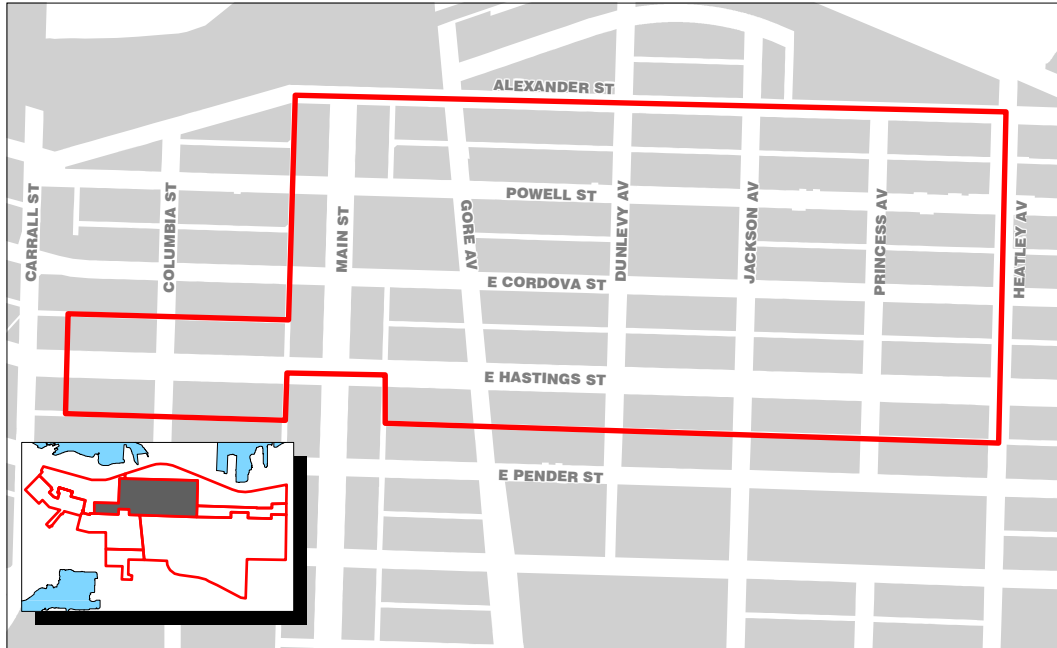 ALEXANDER ST
POWELL ST
CARRALL ST
COLUMBIA ST
MAIN ST
GORE AV
DUNLEVY AV
JACKSON AV
PRINCESS AV
HEATLEY AV
E CORDOVA ST
E HASTINGS ST
E PENDER ST